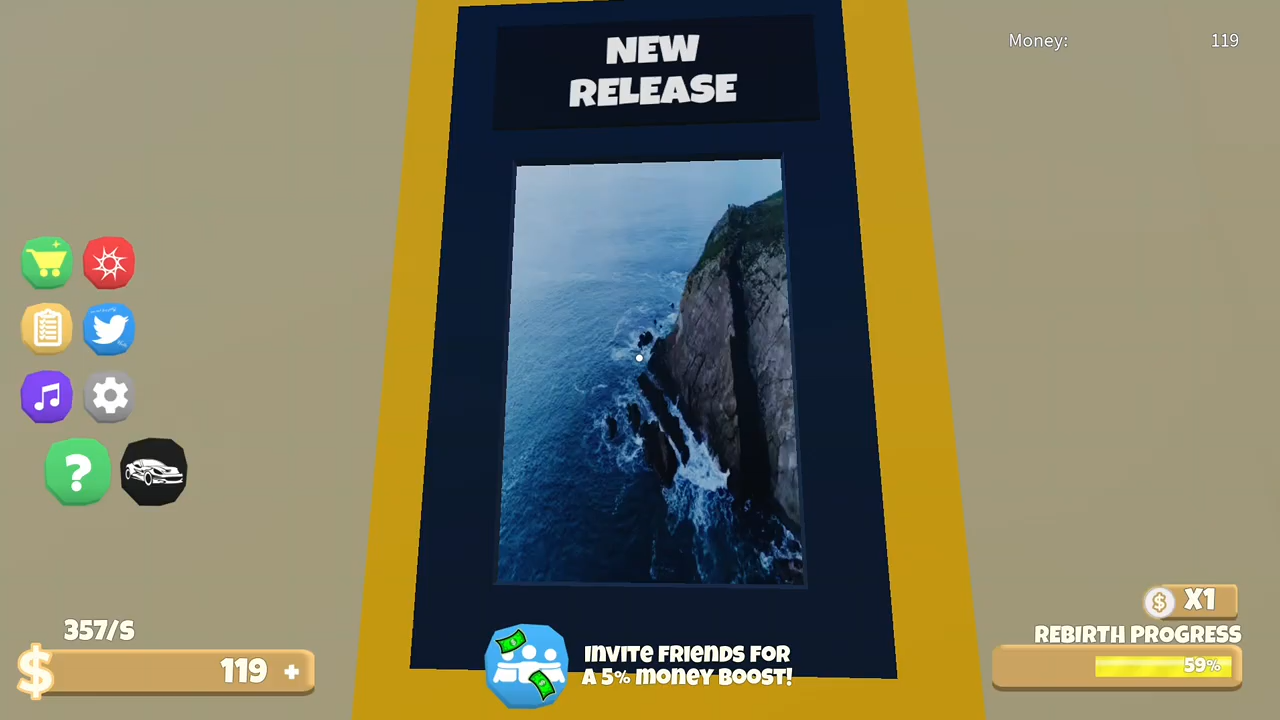 NEW
RELEASE
Money: 119
357/S
$ 119 +
INVITE FRIENDS FOR
A 5% MONEY BOOST!
$ X1
REBIRTH PROGRESS
59%
?